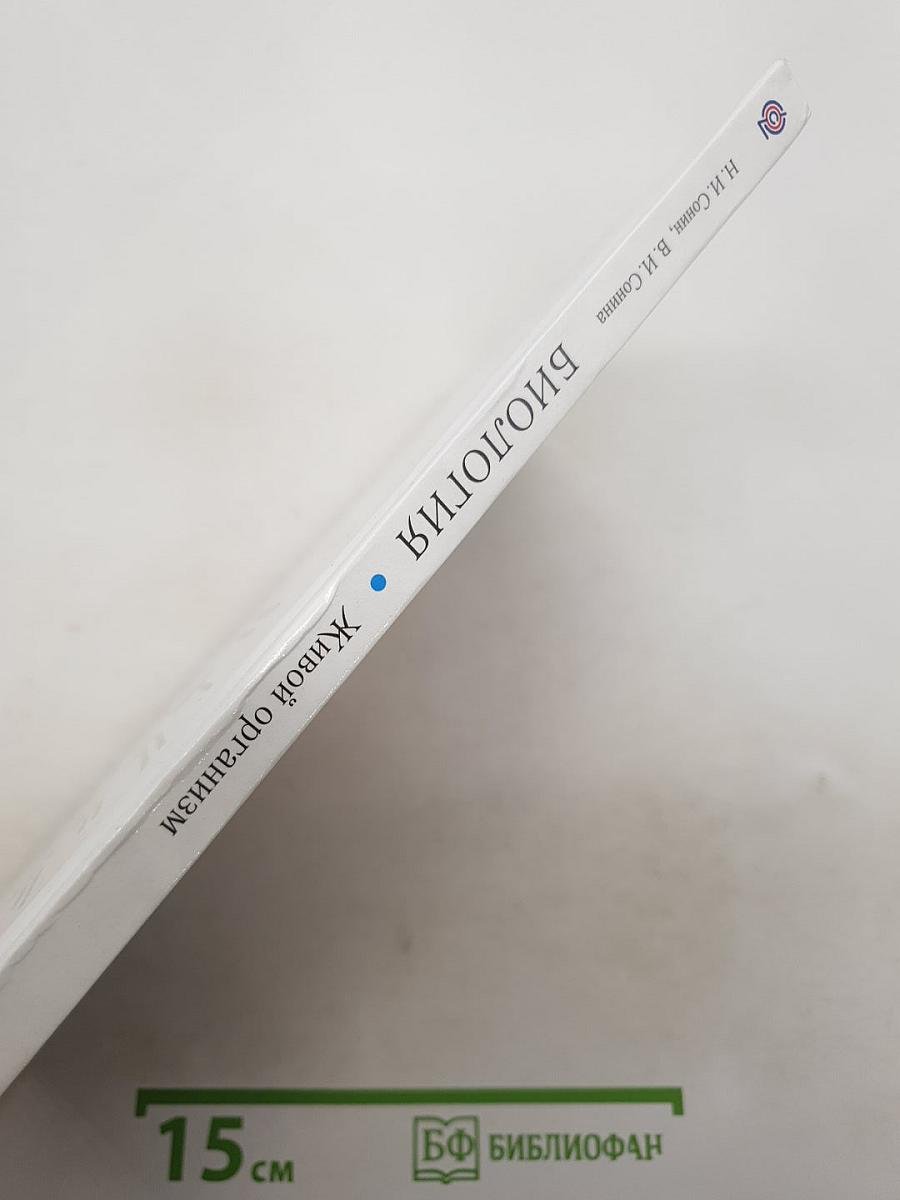 Н. И. Сонин, В. И. Сонина
БИОЛОГИЯ
Живой организм
15 см
БФ БИБЛИОФАН